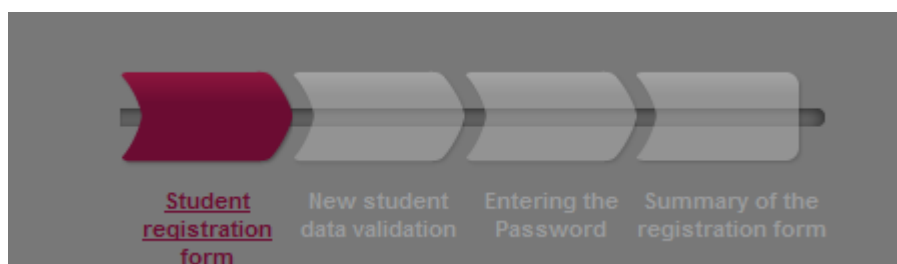 Student
registration
form
New student
data validation
Entering the
Password
Summary of the
registration form